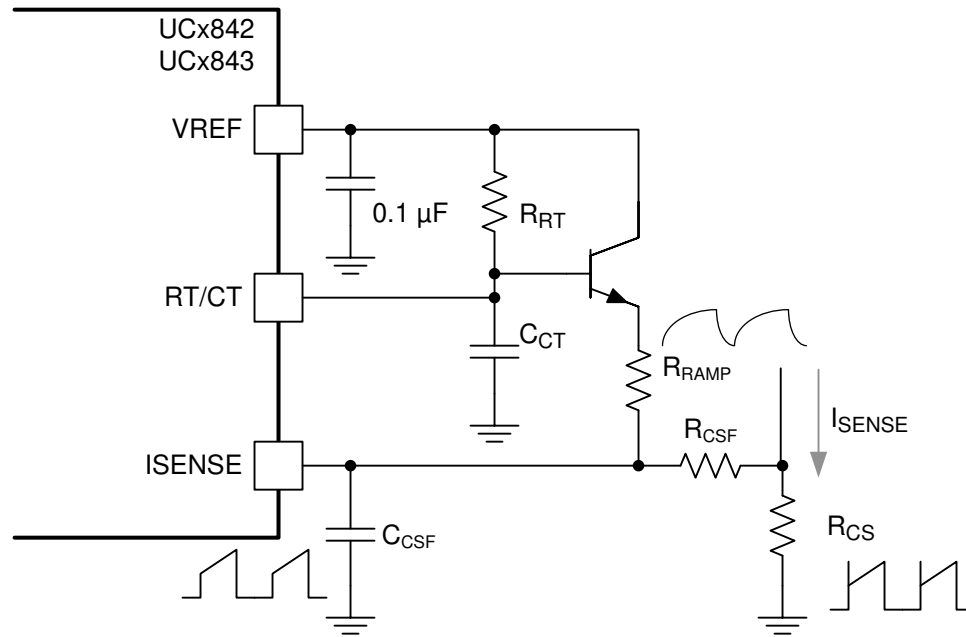 UCx842
UCx843
VREF
0.1 µF
RRT
RT/CT
CCT
RRAMP
ISENSE
RCSF
ISENSE
CCSF
RCS